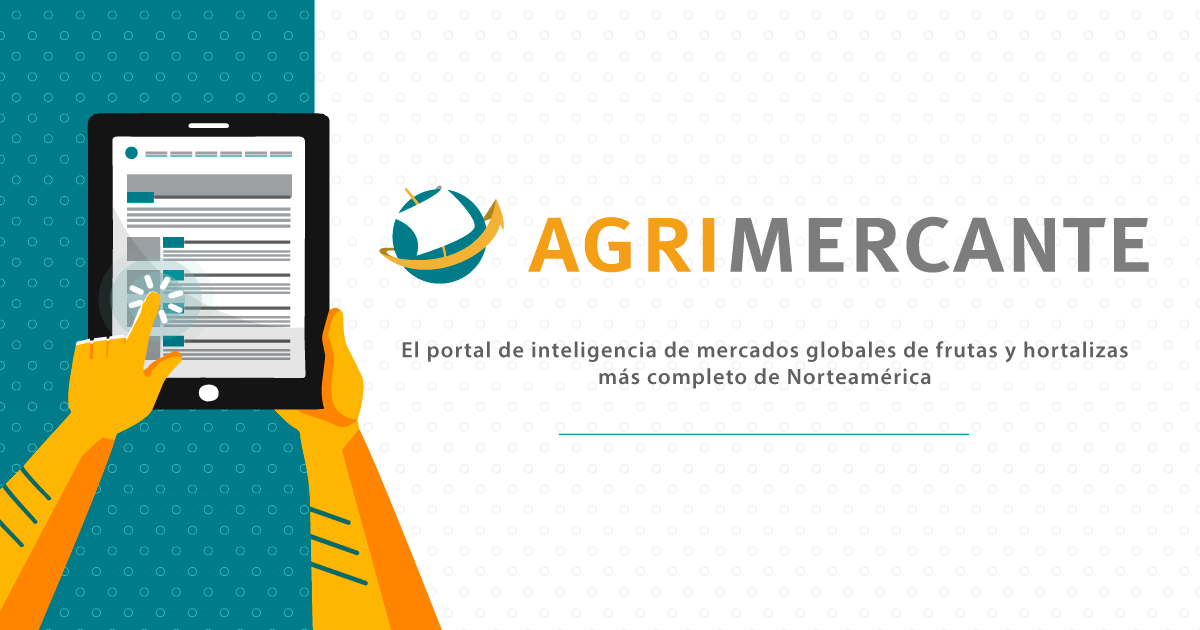 AGRIMERCANTE
El portal de inteligencia de mercados globales de frutas y hortalizas
más completo de Norteamérica